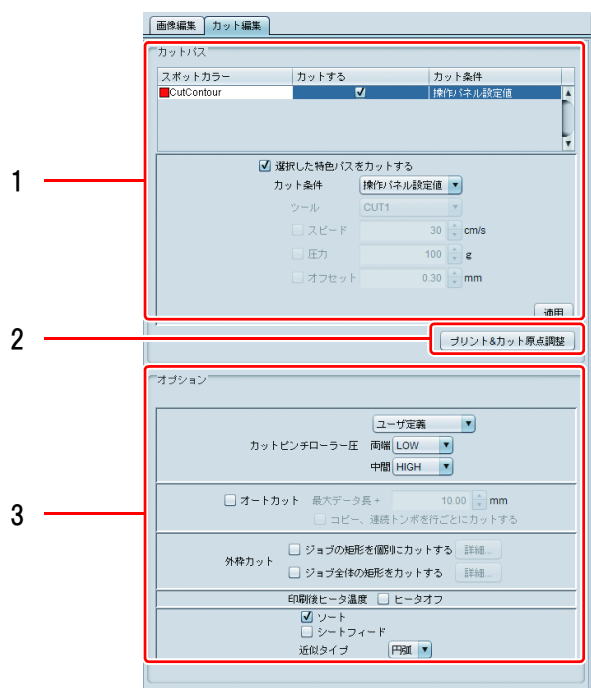 画像編集 カット編集
カットパス
スポットカラー カットする カット条件
CutContour 操作パネル設定値
1
選択した特色パスをカットする
カット条件 操作パネル設定値
ツール CUT1
スピード 30 cm/s
圧力 100 g
オフセット 0.30 mm
適用
2
プリント&カット原点調整
オプション
ユーザ定義
カットピンチローラー圧 両端 LOW
中間 HIGH
3
オートカット 最大データ長+ 10.00 mm
コピー、連続トンボを行ごとにカットする
外枠カット
ジョブの矩形を個別にカットする 詳細...
ジョブ全体の矩形をカットする 詳細...
印刷後ヒータ温度 ヒータオフ
ソート
シートフィード
近似タイプ 円弧